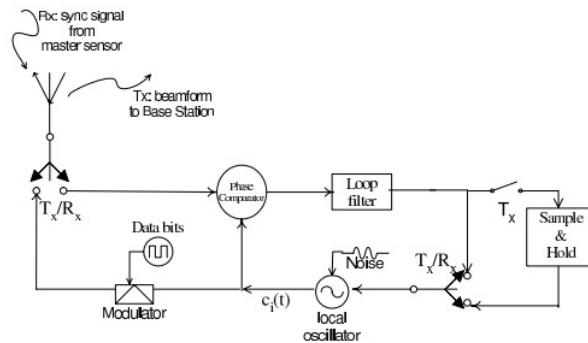 Rx: sync signal
from
master sensor
Tx: beamform
to Base Station
Tx/Rx
Phase
Comparator
Loop
filter
Tx
Sample
&
Hold
Data bits
Noise
Tx/Rx
Modulator
ci(t)
local
oscillator